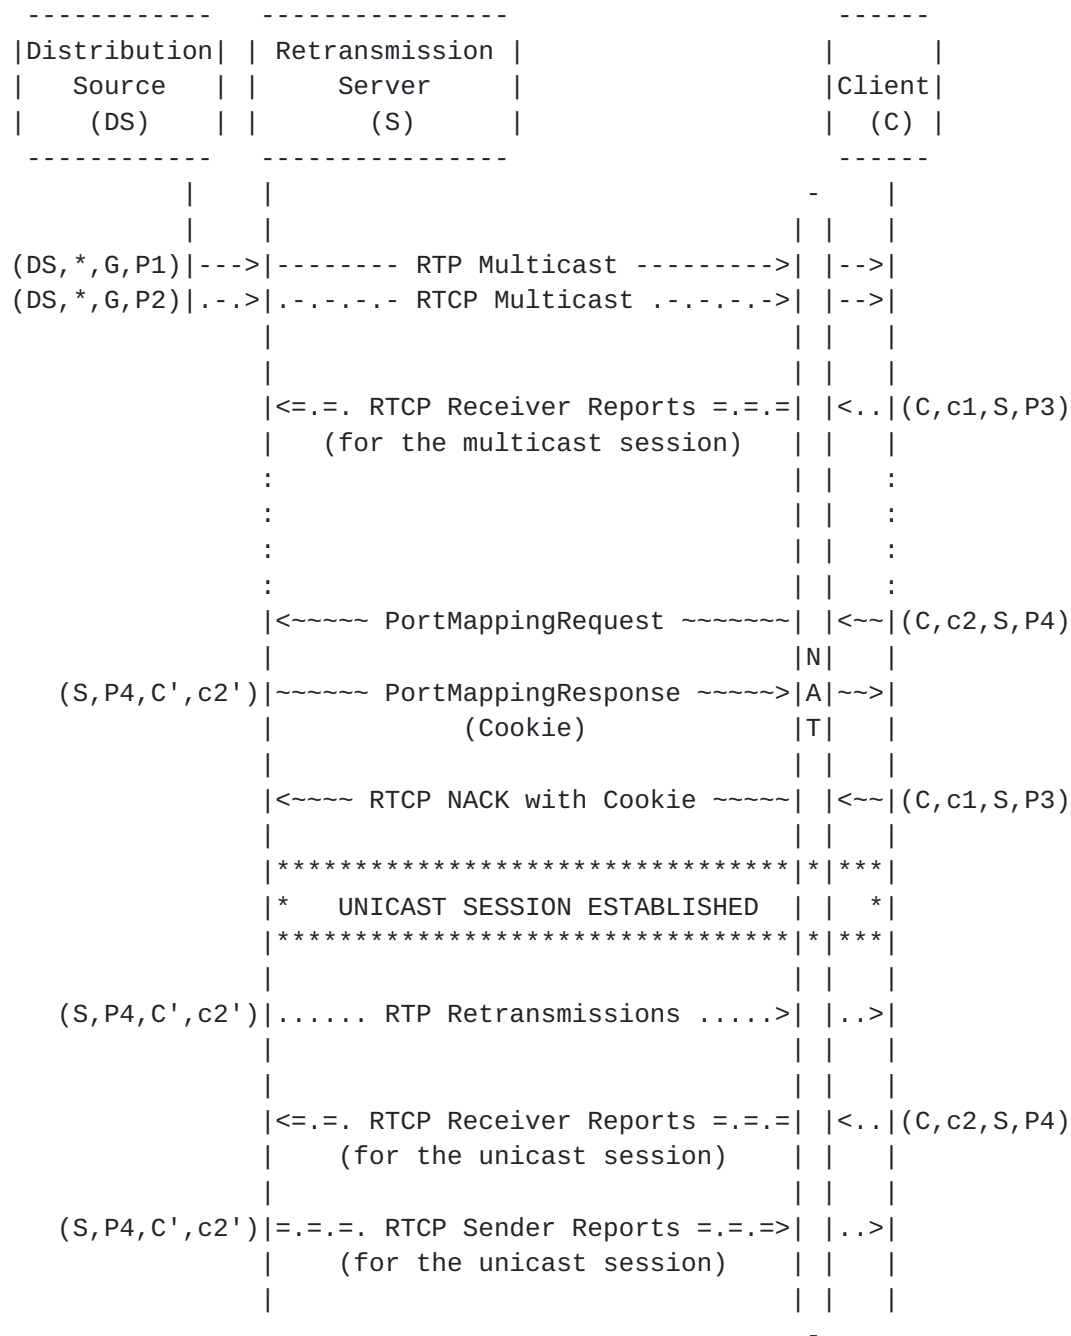 ------------   ----------------                     ------
|Distribution| | Retransmission |                   |      |
|   Source   | |     Server     |                   |Client|
|    (DS)    | |       (S)      |                   |  (C) |
 ------------   ----------------                     ------
           |    |                                  -    |
           |    |                                 | |   |
(DS,*,G,P1)|--->|-------- RTP Multicast --------->| |-->|
(DS,*,G,P2)|.-.>|.-.-.-.- RTCP Multicast .-.-.-.->| |-->|
                |                                 | |   |
                |                                 | |   |
                |<=.=. RTCP Receiver Reports =.=.=| |<..|(C,c1,S,P3)
                |   (for the multicast session)   | |   |
                :                                 | |   :
                :                                 | |   :
                :                                 | |   :
                :                                 | |   :
                |<~~~~~ PortMappingRequest ~~~~~~~| |<~~|(C,c2,S,P4)
                |                                 |N|   |
   (S,P4,C',c2')|~~~~~~ PortMappingResponse ~~~~~>|A|~~>|
                |            (Cookie)             |T|   |
                |                                 | |   |
                |<~~~~ RTCP NACK with Cookie ~~~~~| |<~~|(C,c1,S,P3)
                |                                 | |   |
                |*********************************|*|***|
                |*   UNICAST SESSION ESTABLISHED  | |  *|
                |*********************************|*|***|
                |                                 | |   |
   (S,P4,C',c2')|...... RTP Retransmissions .....>| |..>|
                |                                 | |   |
                |                                 | |   |
                |<=.=. RTCP Receiver Reports =.=.=| |<..|(C,c2,S,P4)
                |    (for the unicast session)    | |   |
                |                                 | |   |
   (S,P4,C',c2')|=.=.=. RTCP Sender Reports =.=.=>| |..>|
                |    (for the unicast session)    | |   |
                |                                 | |   |
                                                   -